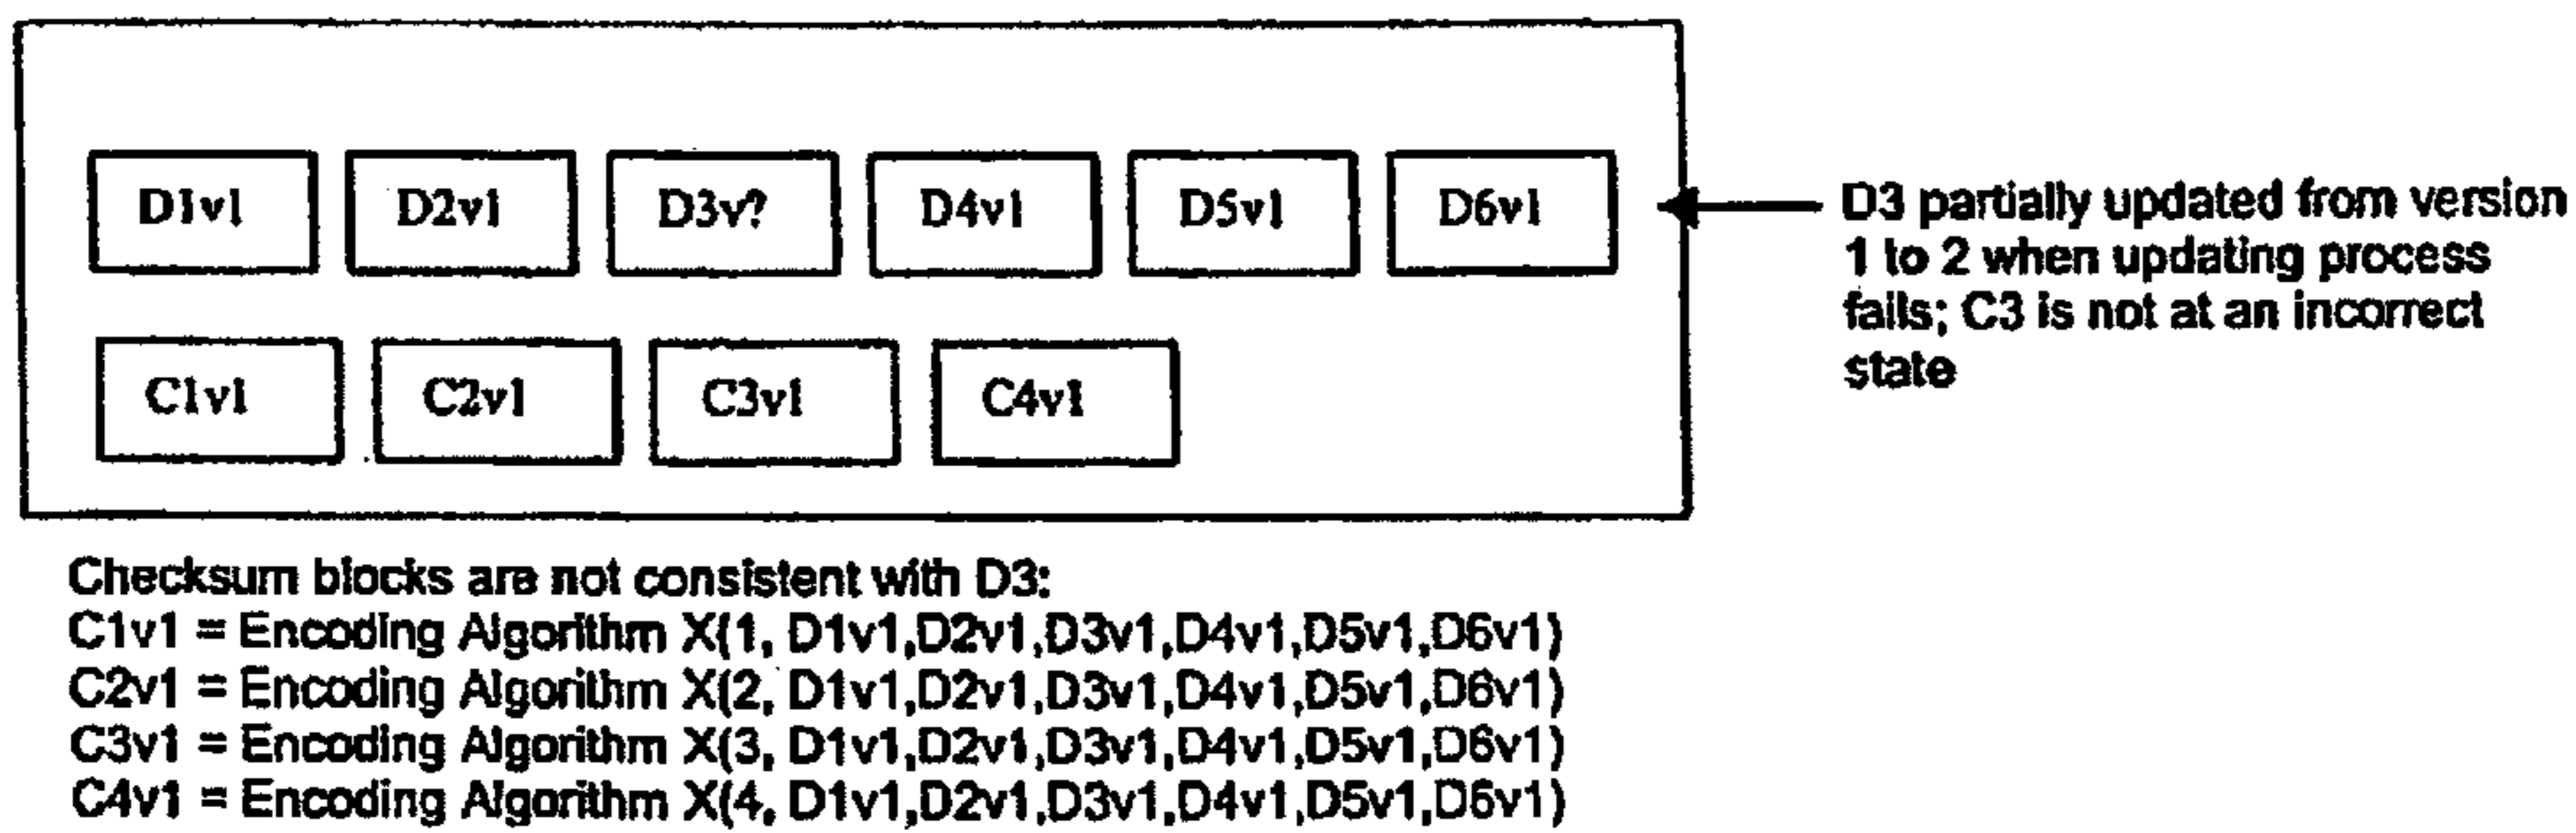 D1v1 D2v1 D3v? D4v1 D5v1 D6v1
D3 partially updated from version
1 to 2 when updating process
fails; C3 is not at an incorrect
state
C1v1 C2v1 C3v1 C4v1
Checksum blocks are not consistent with D3:
C1v1 = Encoding Algorithm X(1, D1v1,D2v1,D3v1,D4v1,D5v1,D6v1)
C2v1 = Encoding Algorithm X(2, D1v1,D2v1,D3v1,D4v1,D5v1,D6v1)
C3v1 = Encoding Algorithm X(3, D1v1,D2v1,D3v1,D4v1,D5v1,D6v1)
C4v1 = Encoding Algorithm X(4, D1v1,D2v1,D3v1,D4v1,D5v1,D6v1)